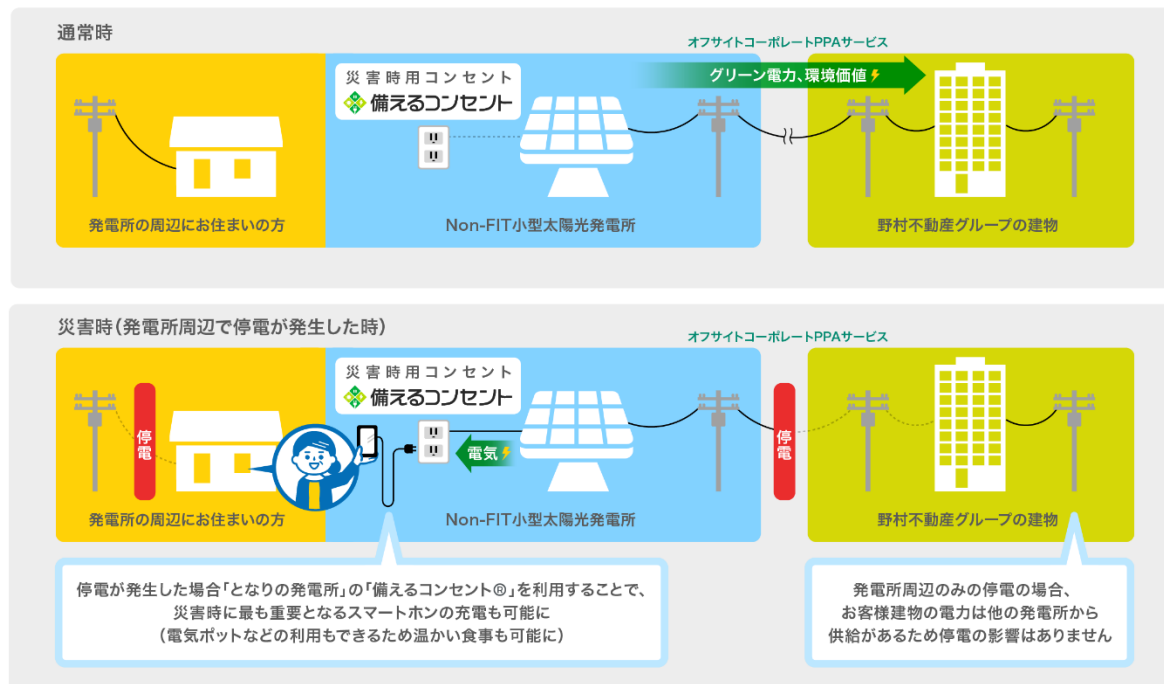 通常時
オフサイトコーポレートPPAサービス
グリーン電力、環境価値
災害時用コンセント
備えるコンセント
発電所の周辺にお住まいの方
Non-FIT小型太陽光発電所
野村不動産グループの建物
災害時(発電所周辺で停電が発生した時)
オフサイトコーポレートPPAサービス
災害時用コンセント
備えるコンセント
停電
電気
停電
発電所の周辺にお住まいの方
Non-FIT小型太陽光発電所
野村不動産グループの建物
停電が発生した場合「となりの発電所」の「備えるコンセント®」を利用することで、
災害時に最も重要となるスマートホンの充電も可能に
(電気ポットなどの利用もできるため温かい食事も可能に)
発電所周辺のみの停電の場合、
お客様建物の電力は他の発電所から
供給があるため停電の影響はありません